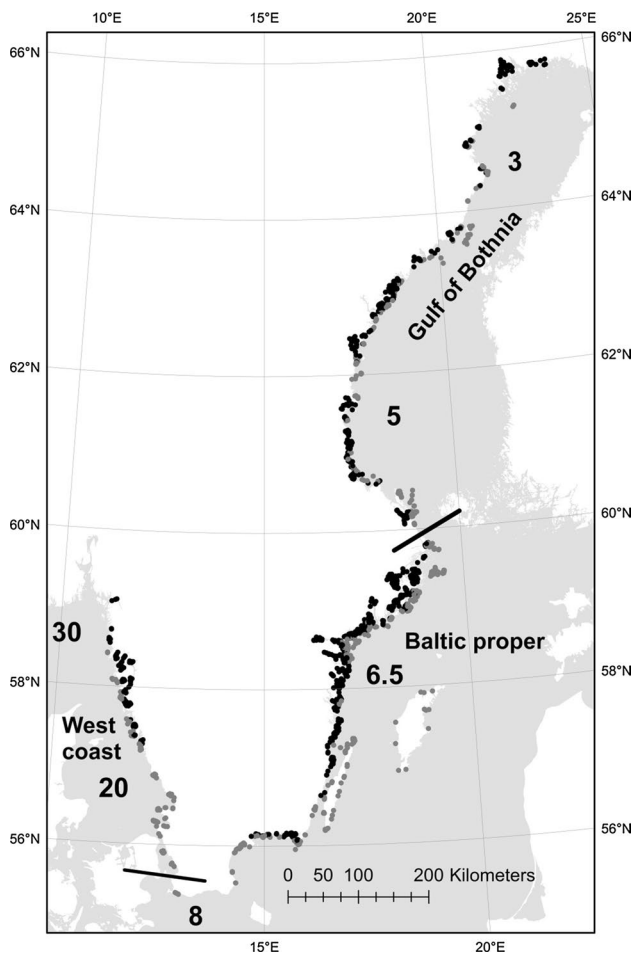 10°E 15°E 20°E 25°E
66°N 66°N
3
64°N 64°N
Gulf of Bothnia
62°N 62°N
5
60°N 60°N
30
Baltic proper
58°N 6.5 58°N
West
coast
20
56°N 56°N
0 50 100 200 Kilometers
8
15°E 20°E